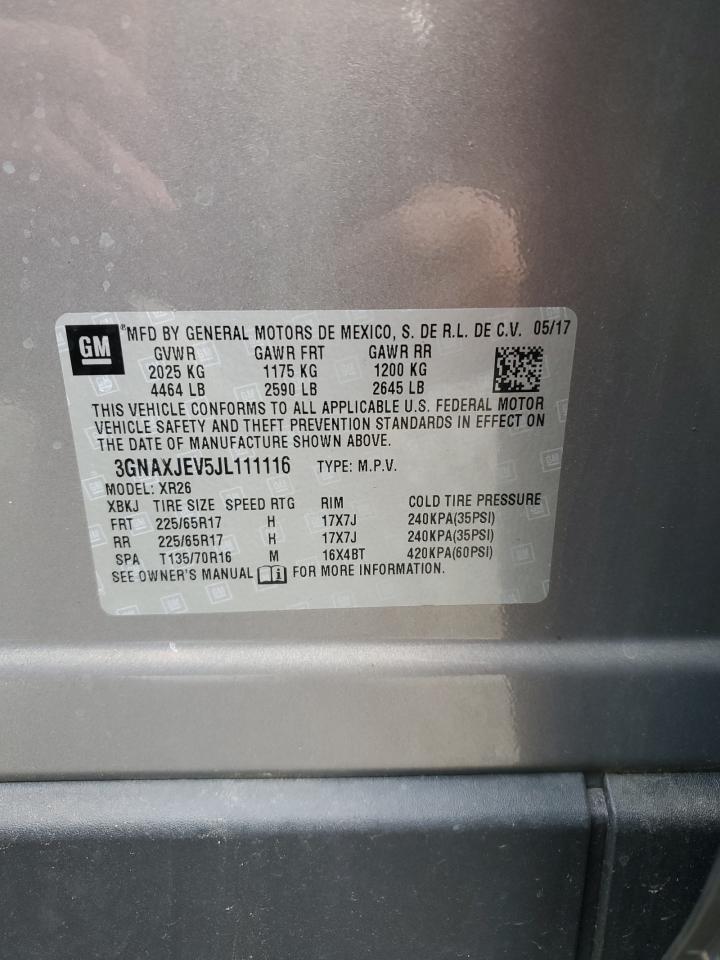 GM
®MFD BY GENERAL MOTORS DE MEXICO, S. DE R.L. DE C.V. 05/17
GVWR GAWR FRT GAWR RR
2025 KG 1175 KG 1200 KG
4464 LB 2590 LB 2645 LB
THIS VEHICLE CONFORMS TO ALL APPLICABLE U.S. FEDERAL MOTOR
VEHICLE SAFETY AND THEFT PREVENTION STANDARDS IN EFFECT ON
THE DATE OF MANUFACTURE SHOWN ABOVE.
3GNAXJEV5JL111116 TYPE: M.P.V.
MODEL: XR26
XBKJ TIRE SIZE SPEED RTG RIM COLD TIRE PRESSURE
FRT 225/65R17 H 17X7J 240KPA(35PSI)
RR 225/65R17 H 17X7J 240KPA(35PSI)
SPA T135/70R16 M 16X4BT 420KPA(60PSI)
SEE OWNER'S MANUAL i FOR MORE INFORMATION.